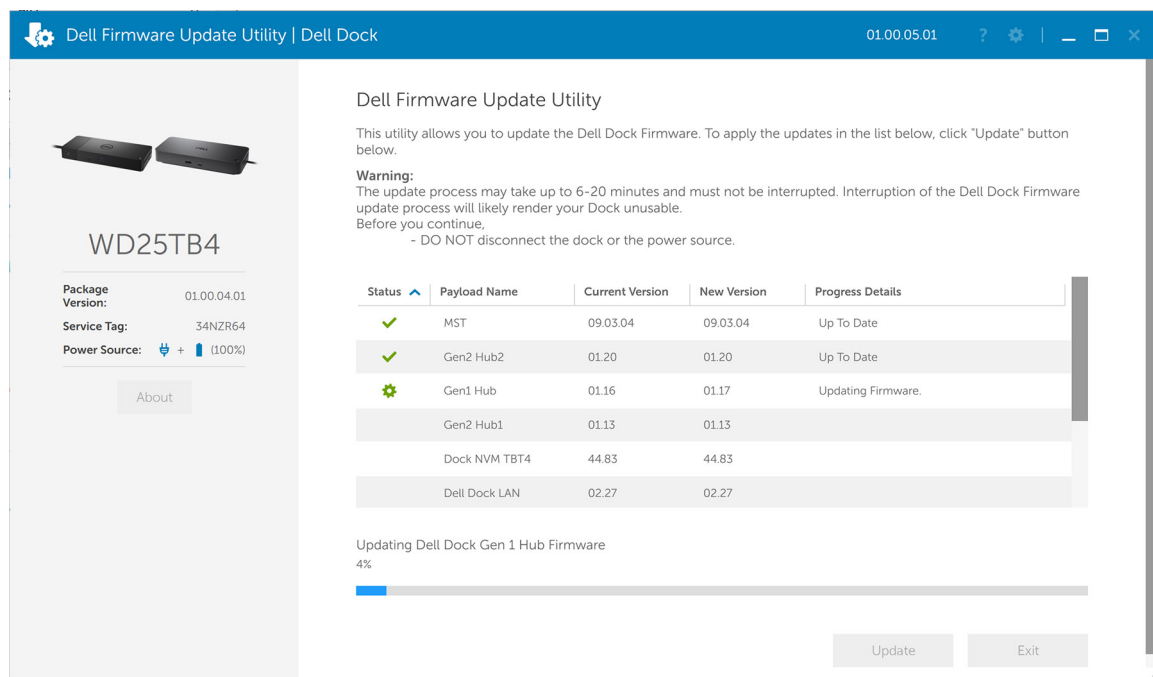 Dell Firmware Update Utility | Dell Dock
01.00.05.01
?
Dell Firmware Update Utility
This utility allows you to update the Dell Dock Firmware. To apply the updates in the list below, click "Update" button
below.
Warning:
The update process may take up to 6-20 minutes and must not be interrupted. Interruption of the Dell Dock Firmware
update process will likely render your Dock unusable.
Before you continue,
- DO NOT disconnect the dock or the power source.
WD25TB4
Package
Version: 01.00.04.01
Service Tag: 34NZR64
Power Source: + (100%)
About
Status Payload Name Current Version New Version Progress Details
MST 09.03.04 09.03.04 Up To Date
Gen2 Hub2 01.20 01.20 Up To Date
Gen1 Hub 01.16 01.17 Updating Firmware.
Gen2 Hub1 01.13 01.13
Dock NVM TBT4 44.83 44.83
Dell Dock LAN 02.27 02.27
Updating Dell Dock Gen 1 Hub Firmware
4%
Update Exit